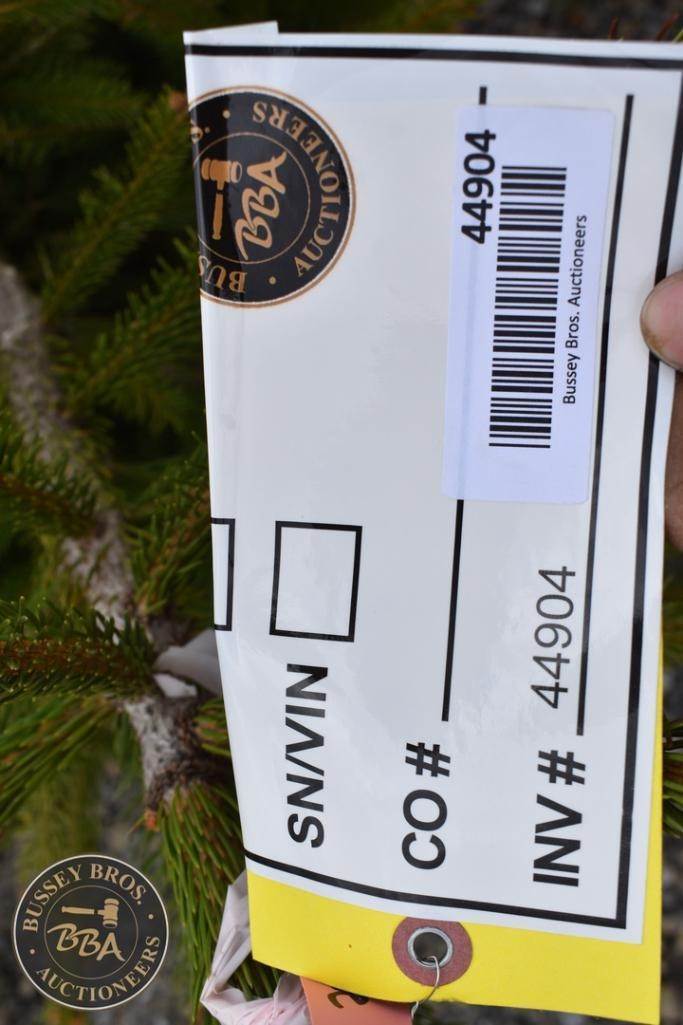 BUSSEY BROS. AUCTIONEERS
BBA
SN/VIN
CO #
44904
Bussey Bros. Auctioneers
INV # 44904
BUSSEY BROS.
BBA
AUCTIONEERS